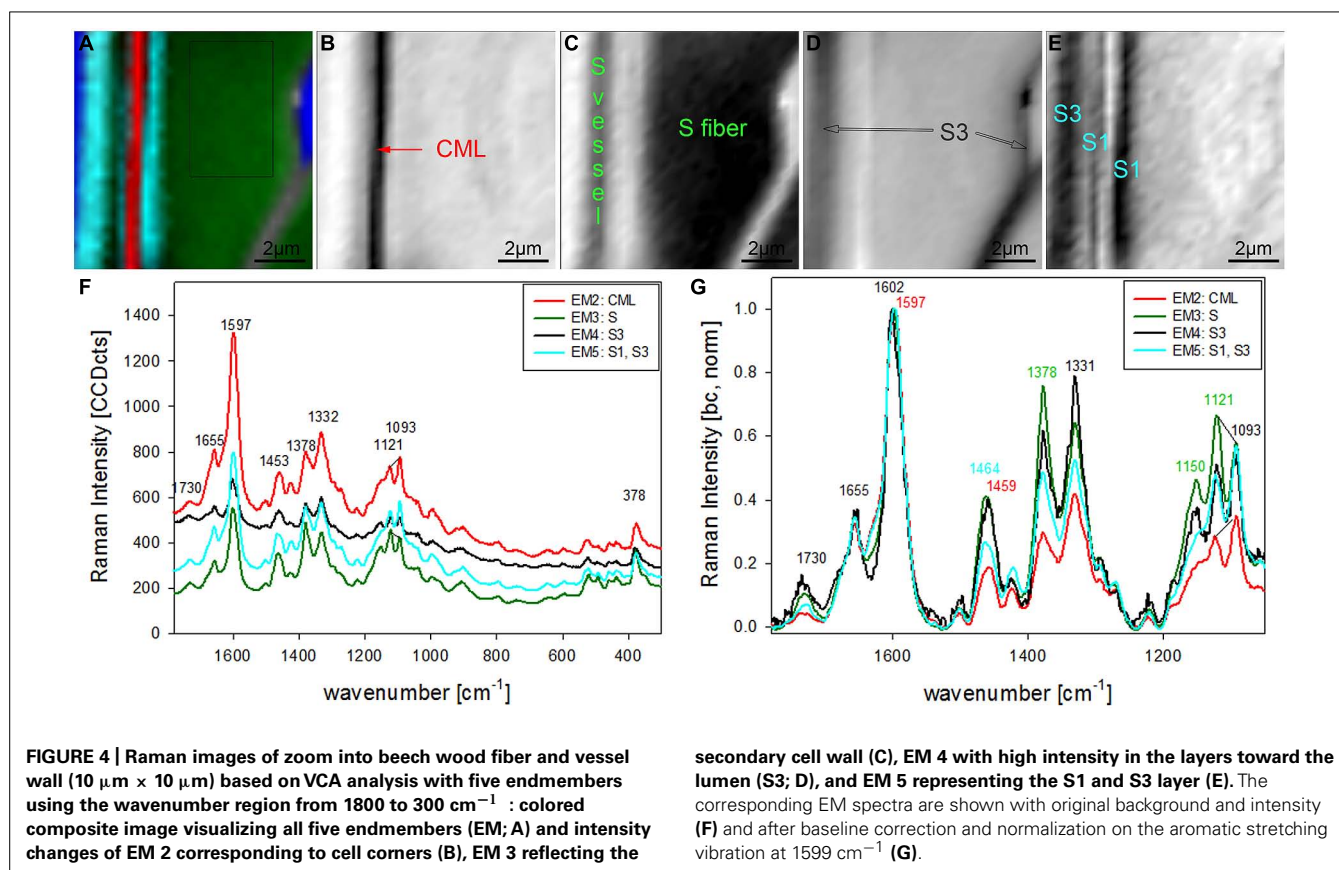 A
B
C
D
E
CML
S vessel
S fiber
S3
S3
S1
S1
2µm
2µm
2µm
2µm
2µm
F
Raman Intensity [CCDcts]
1400
1200
1000
800
600
400
200
0
1600
1400
1200
1000
800
600
400
wavenumber [cm⁻¹]
EM2: CML
EM3: S
EM4: S3
EM5: S1, S3
1730
1655
1597
1453
1378
1332
1121
1093
378
G
Raman Intensity [bc, norm]
1.0
0.8
0.6
0.4
0.2
0.0
1600
1400
1200
wavenumber [cm⁻¹]
EM2: CML
EM3: S
EM4: S3
EM5: S1, S3
1730
1655
1602
1597
1464
1459
1378
1331
1150
1121
1093
FIGURE 4 | Raman images of zoom into beech wood fiber and vessel
wall (10 μm × 10 μm) based on VCA analysis with five endmembers
using the wavenumber region from 1800 to 300 cm⁻¹ : colored
composite image visualizing all five endmembers (EM; A) and intensity
changes of EM 2 corresponding to cell corners (B), EM 3 reflecting the
secondary cell wall (C), EM 4 with high intensity in the layers toward the
lumen (S3; D), and EM 5 representing the S1 and S3 layer (E). The
corresponding EM spectra are shown with original background and intensity
(F) and after baseline correction and normalization on the aromatic stretching
vibration at 1599 cm⁻¹ (G).